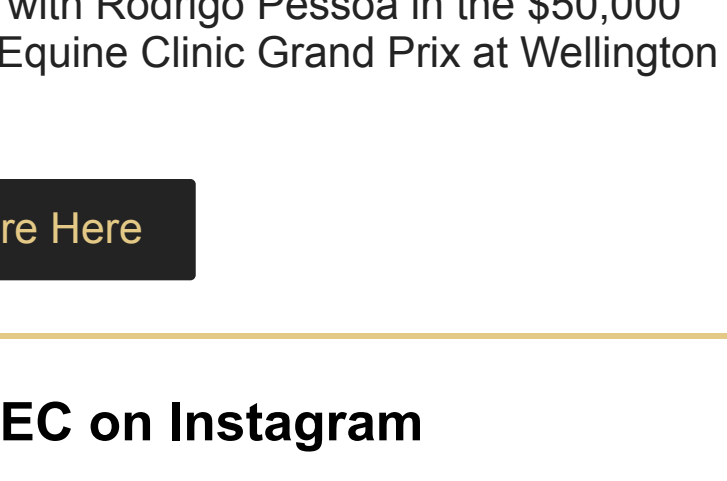 with Rodrigo Pessoa in the $50,000
Equine Clinic Grand Prix at Wellington
re Here
EC on Instagram